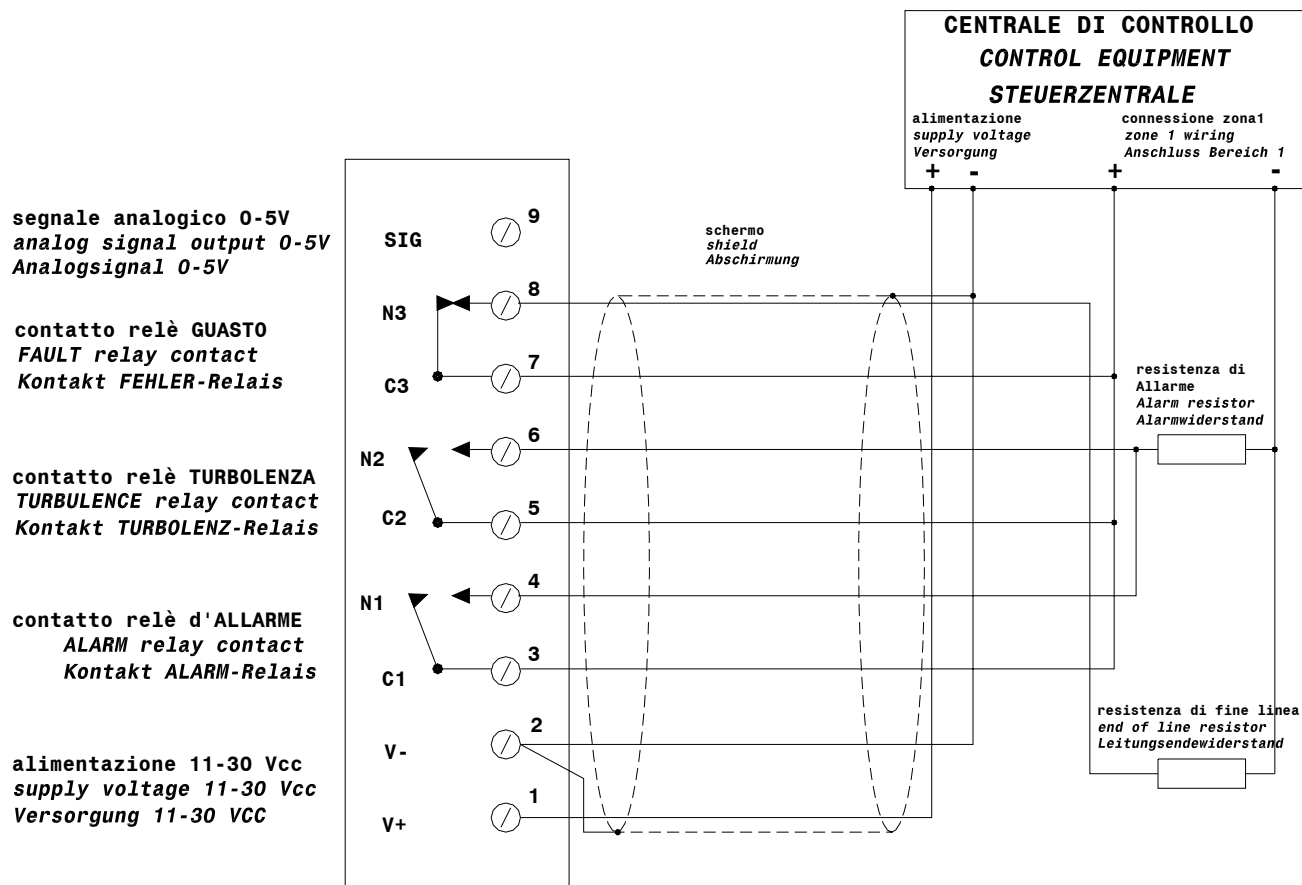 CENTRALE DI CONTROLLO
CONTROL EQUIPMENT
STEUERZENTRALE
alimentazione
supply voltage
Versorgung
connessione zona1
zone 1 wiring
Anschluss Bereich 1
+ - + -
segnale analogico 0-5V
analog signal output 0-5V
Analogsignal 0-5V
SIG
9
schermo
shield
Abschirmung
N3
8
contatto relè GUASTO
FAULT relay contact
Kontakt FEHLER-Relais
C3
7
resistenza di
Allarme
Alarm resistor
Alarmwiderstand
N2
6
contatto relè TURBOLENZA
TURBULENCE relay contact
Kontakt TURBOLENZ-Relais
C2
5
N1
4
contatto relè d'ALLARME
ALARM relay contact
Kontakt ALARM-Relais
C1
3
resistenza di fine linea
end of line resistor
Leitungsendewiderstand
V-
2
alimentazione 11-30 Vcc
supply voltage 11-30 Vcc
Versorgung 11-30 VCC
V+
1